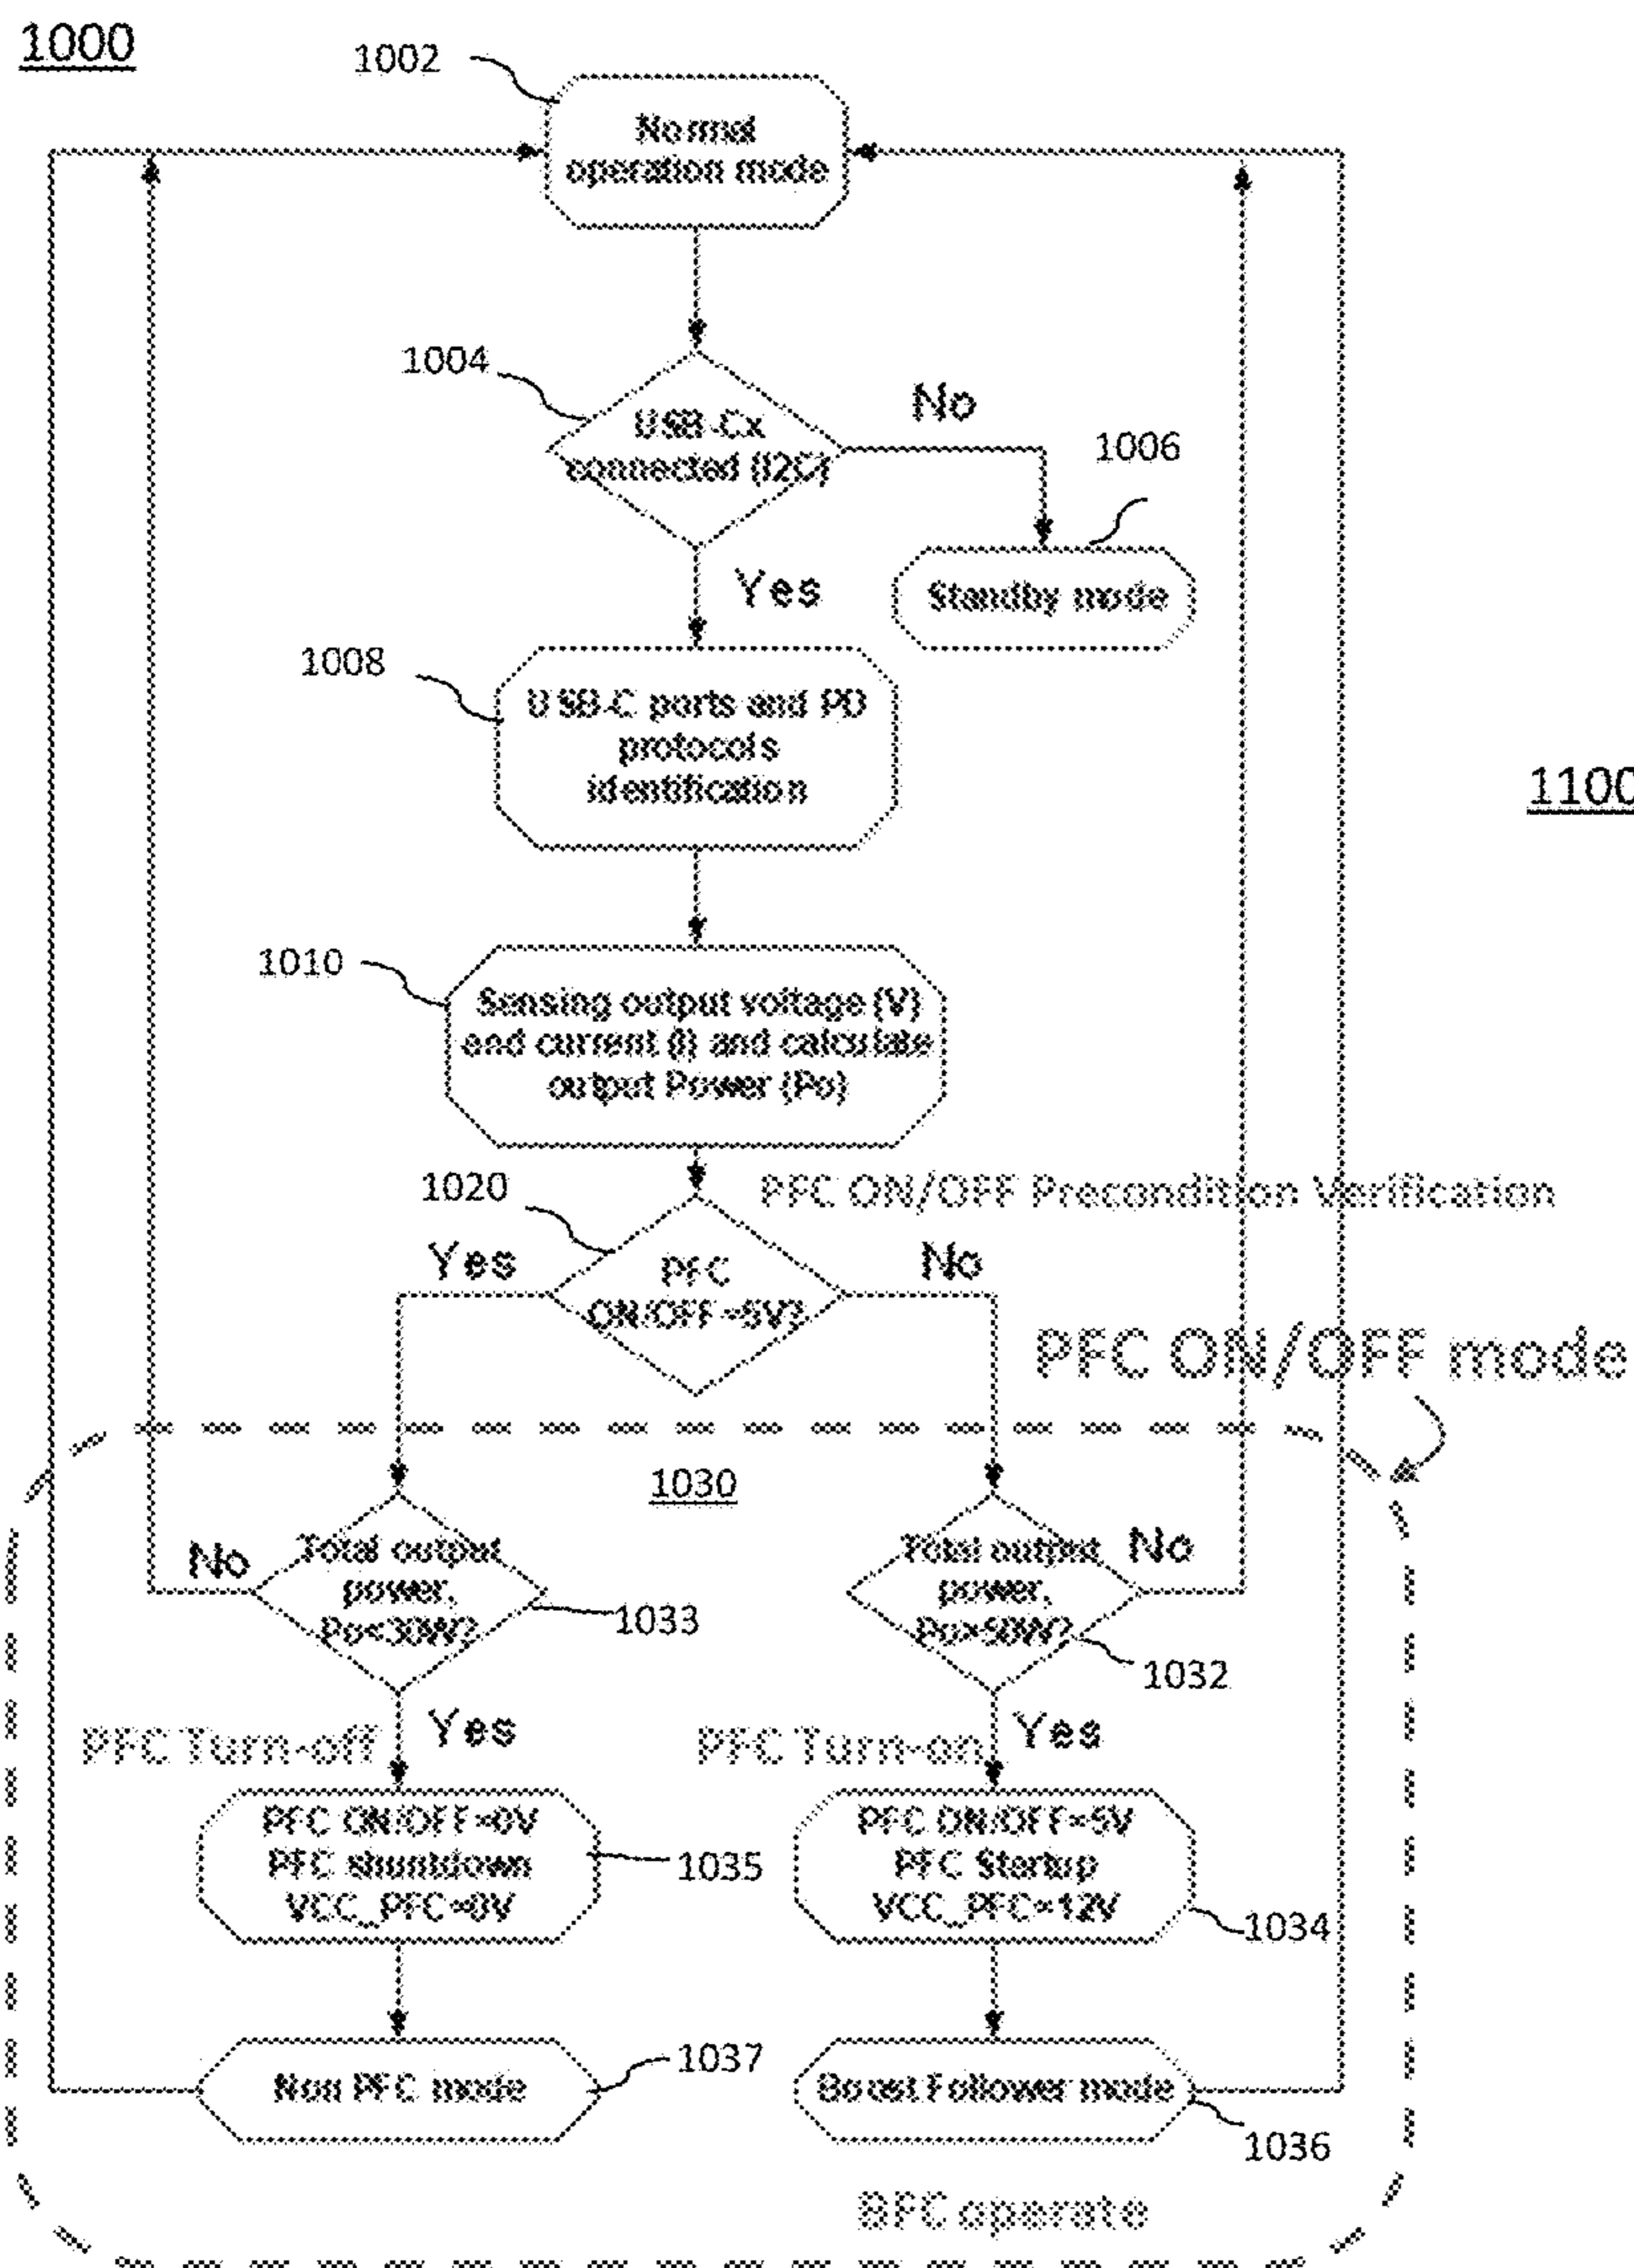 1000
1002
Normal
operation mode
1004
USB-Cx
connected (I2C)
No
1006
Standby mode
Yes
1008
USB-C ports and PD
protocols
identification
1100
1010
Sensing output voltage (V)
and current (I) and calculate
output Power (Po)
1020
PFC ON/OFF Precondition Verification
Yes
PFC
ON/OFF=5V?
No
PFC ON/OFF mode
1030
No
Total output
power,
Po<30W?
1033
Total output
power,
Po>50W?
No
1032
PFC Turn-off
Yes
PFC Turn-on
Yes
PFC ON/OFF=0V
PFC shuntdown
VCC_PFC=0V
1035
PFC ON/OFF=5V
PFC Startup
VCC_PFC=12V
1034
Non PFC mode
1037
Boost Follower mode
1036
BFC operate